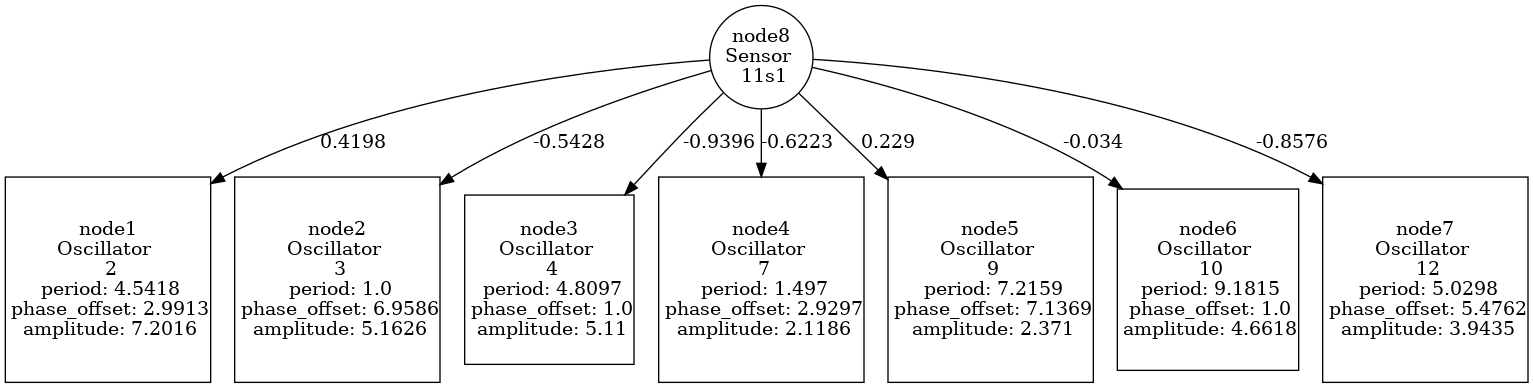 node8
Sensor
11s1
0.4198
-0.5428
-0.9396
-0.6223
0.229
-0.034
-0.8576
node1
Oscillator
2
period: 4.5418
phase_offset: 2.9913
amplitude: 7.2016
node2
Oscillator
3
period: 1.0
phase_offset: 6.9586
amplitude: 5.1626
node3
Oscillator
4
period: 4.8097
phase_offset: 1.0
amplitude: 5.11
node4
Oscillator
7
period: 1.497
phase_offset: 2.9297
amplitude: 2.1186
node5
Oscillator
9
period: 7.2159
phase_offset: 7.1369
amplitude: 2.371
node6
Oscillator
10
period: 9.1815
phase_offset: 1.0
amplitude: 4.6618
node7
Oscillator
12
period: 5.0298
phase_offset: 5.4762
amplitude: 3.9435